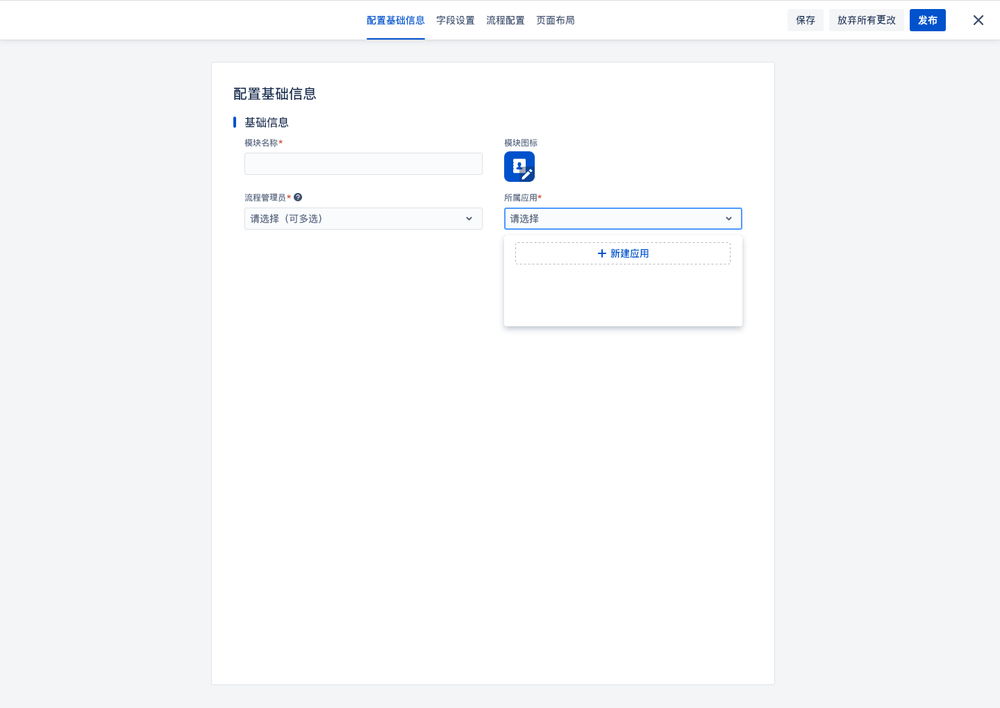 配置基础信息 字段设置 流程配置 页面布局 保存 放弃所有更改 发布
配置基础信息
基础信息
模块名称* 模块图标
流程管理员* 所属应用*
请选择（可多选） 请选择
新建应用